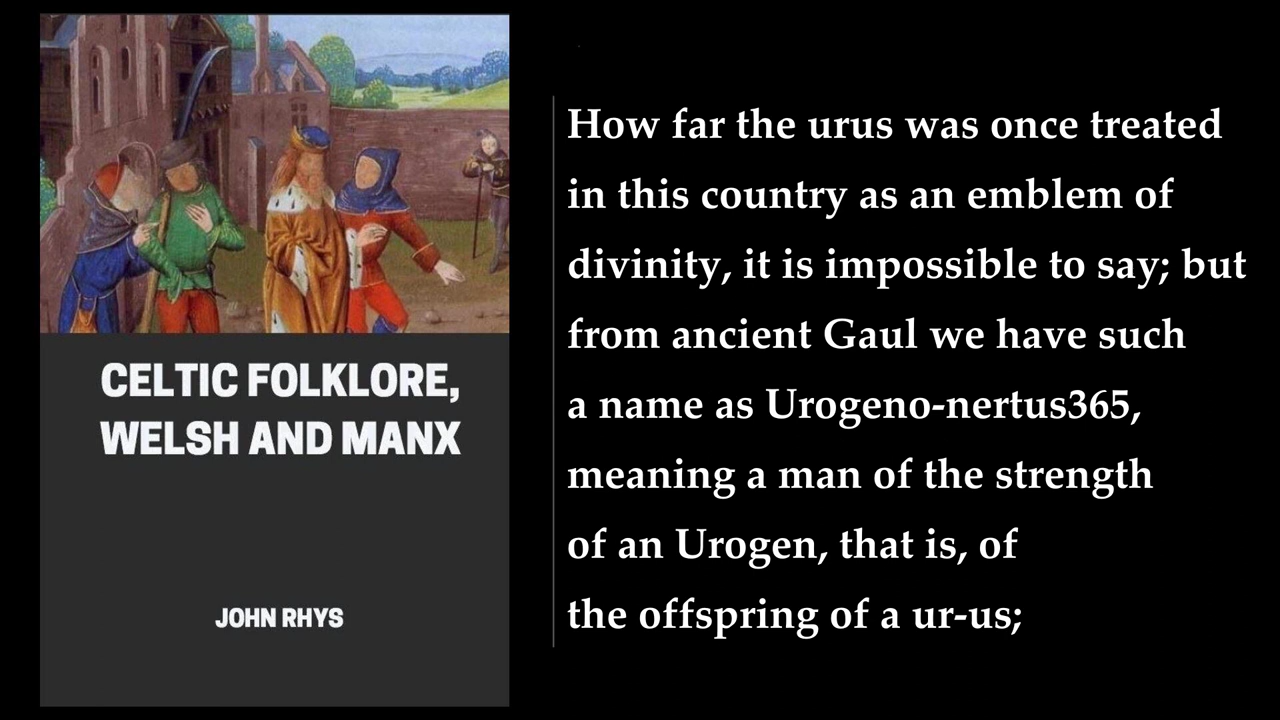 CELTIC FOLKLORE,
WELSH AND MANX
JOHN RHYS
How far the urus was once treated
in this country as an emblem of
divinity, it is impossible to say; but
from ancient Gaul we have such
a name as Urogeno-nertus365,
meaning a man of the strength
of an Urogen, that is, of
the offspring of a ur-us;